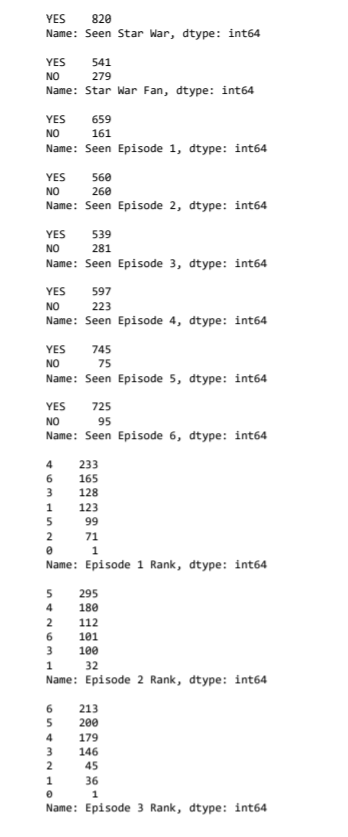 YES    820
Name: Seen Star War, dtype: int64
YES    541
NO     279
Name: Star War Fan, dtype: int64
YES    659
NO     161
Name: Seen Episode 1, dtype: int64
YES    560
NO     260
Name: Seen Episode 2, dtype: int64
YES    539
NO     281
Name: Seen Episode 3, dtype: int64
YES    597
NO     223
Name: Seen Episode 4, dtype: int64
YES    745
NO      75
Name: Seen Episode 5, dtype: int64
YES    725
NO      95
Name: Seen Episode 6, dtype: int64
4    233
6    165
3    128
1    123
5     99
2     71
0      1
Name: Episode 1 Rank, dtype: int64
5    295
4    180
2    112
6    101
3    100
1     32
Name: Episode 2 Rank, dtype: int64
6    213
5    200
4    179
3    146
2     45
1     36
0      1
Name: Episode 3 Rank, dtype: int64